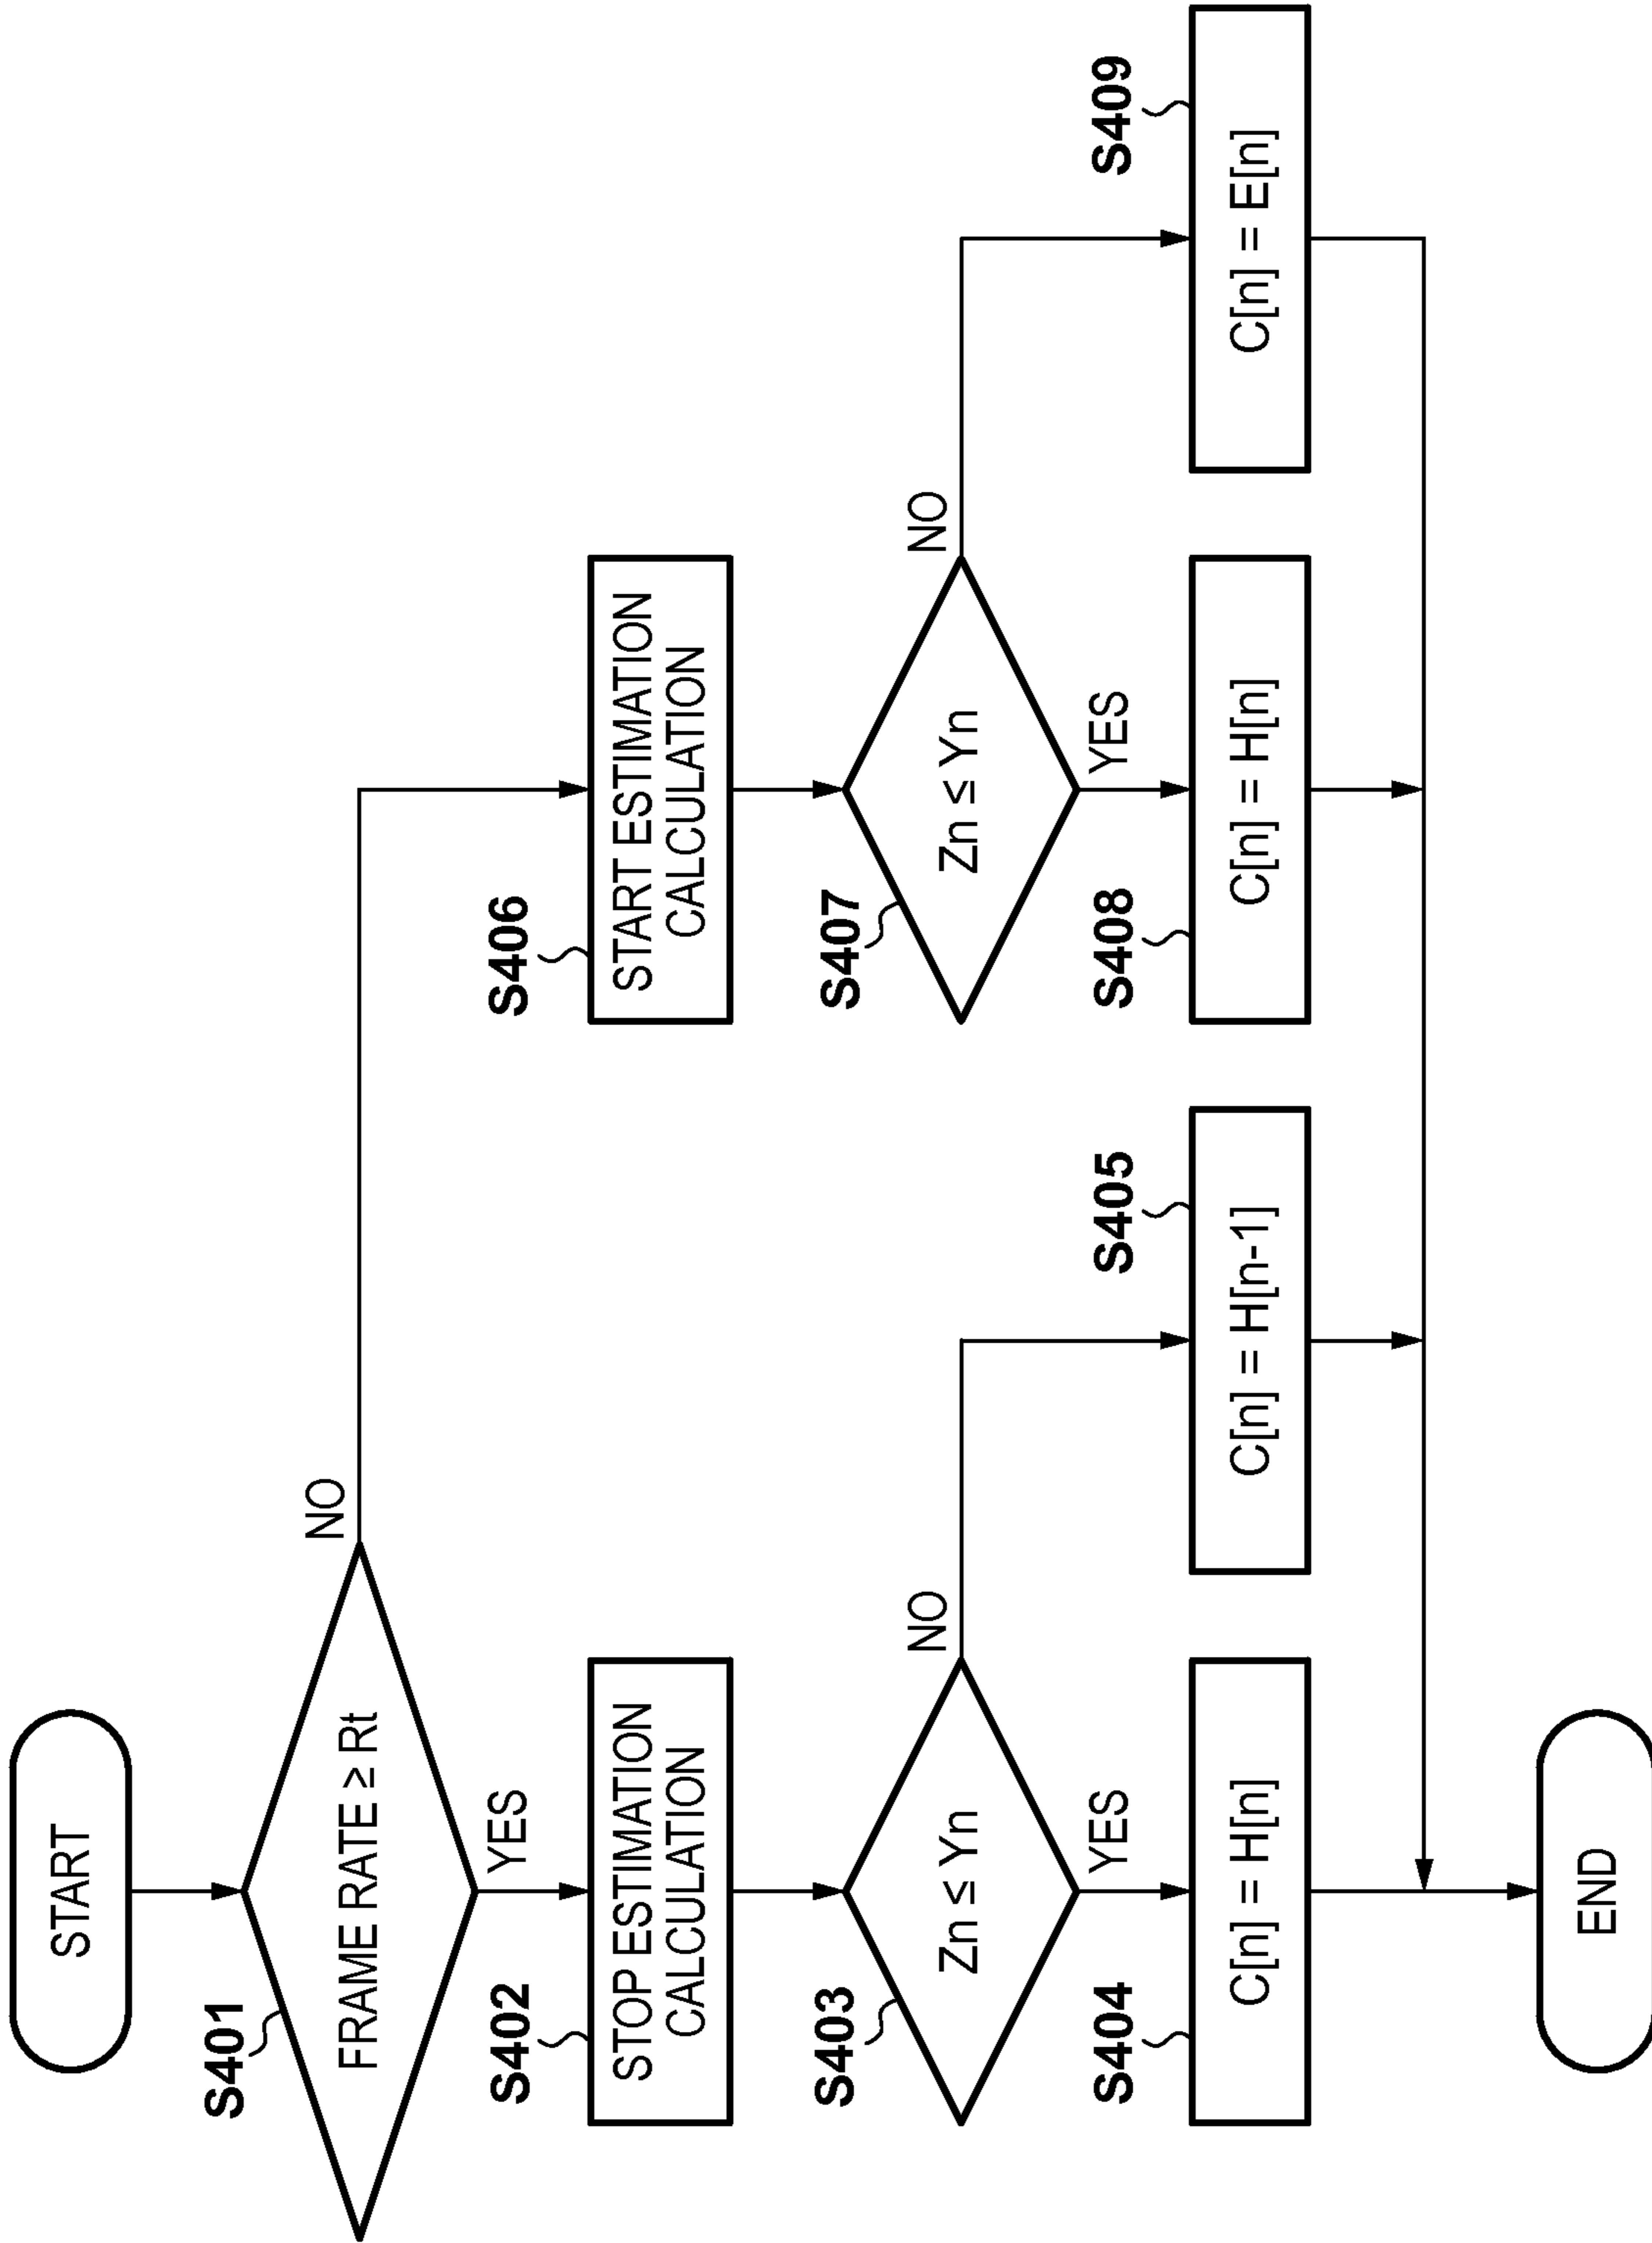 START
S401
FRAME RATE ≥ Rt
NO
YES
S402
STOP ESTIMATION
CALCULATION
S406
START ESTIMATION
CALCULATION
S403
Zn ≤ Yn
NO
YES
S407
Zn ≤ Yn
NO
YES
S404
C[n] = H[n]
S405
C[n] = H[n-1]
S408
C[n] = H[n]
S409
C[n] = E[n]
END